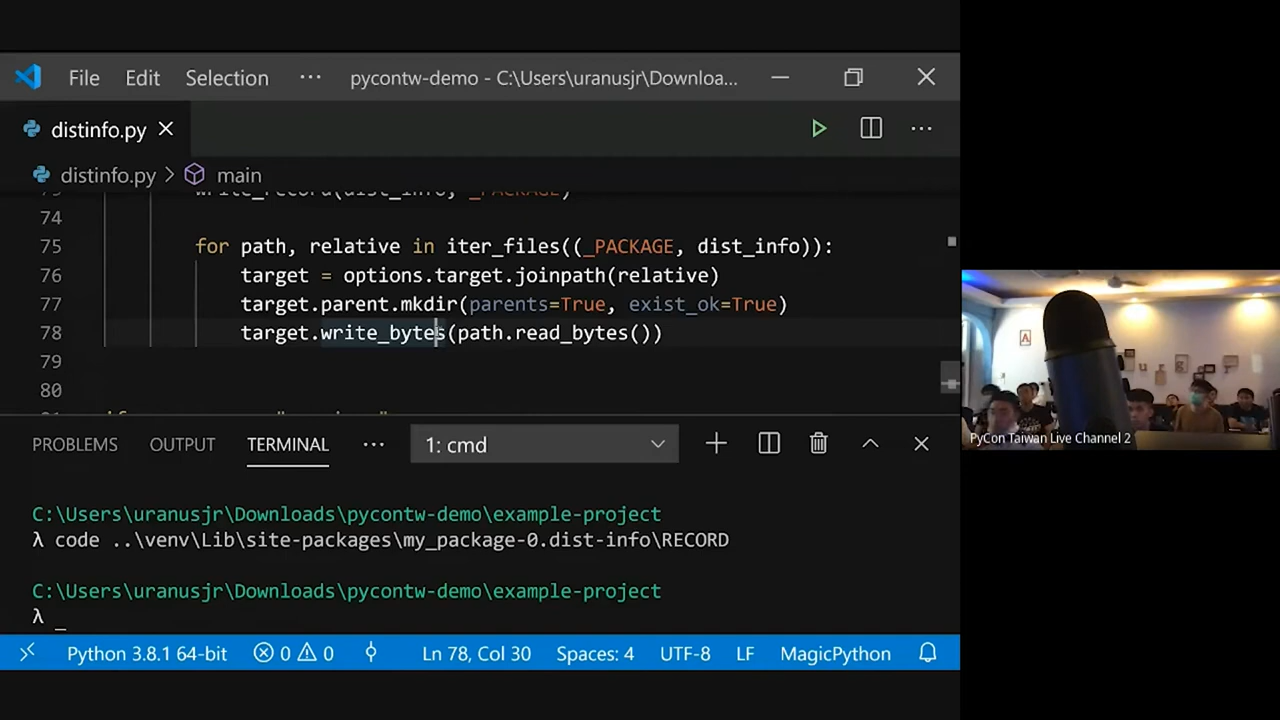 File Edit Selection ··· pycontw-demo - C:\Users\uranusjr\Downloa...
distinfo.py
distinfo.py > main
write_record(dist_info, _PACKAGE)
74
75 for path, relative in iter_files((_PACKAGE, dist_info)):
76 target = options.target.joinpath(relative)
77 target.parent.mkdir(parents=True, exist_ok=True)
78 target.write_bytes(path.read_bytes())
79
80
PROBLEMS OUTPUT TERMINAL ··· 1: cmd
C:\Users\uranusjr\Downloads\pycontw-demo\example-project
λ code ..\venv\Lib\site-packages\my_package-0.dist-info\RECORD
C:\Users\uranusjr\Downloads\pycontw-demo\example-project
λ _
Python 3.8.1 64-bit 0 0 Ln 78, Col 30 Spaces: 4 UTF-8 LF MagicPython
PyCon Taiwan Live Channel 2